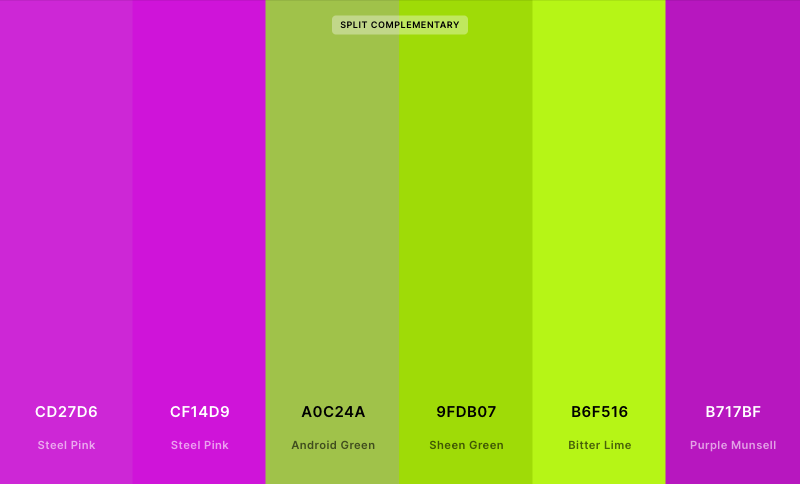 SPLIT COMPLEMENTARY
CD27D6
Steel Pink
CF14D9
Steel Pink
A0C24A
Android Green
9FDB07
Sheen Green
B6F516
Bitter Lime
B717BF
Purple Munsell